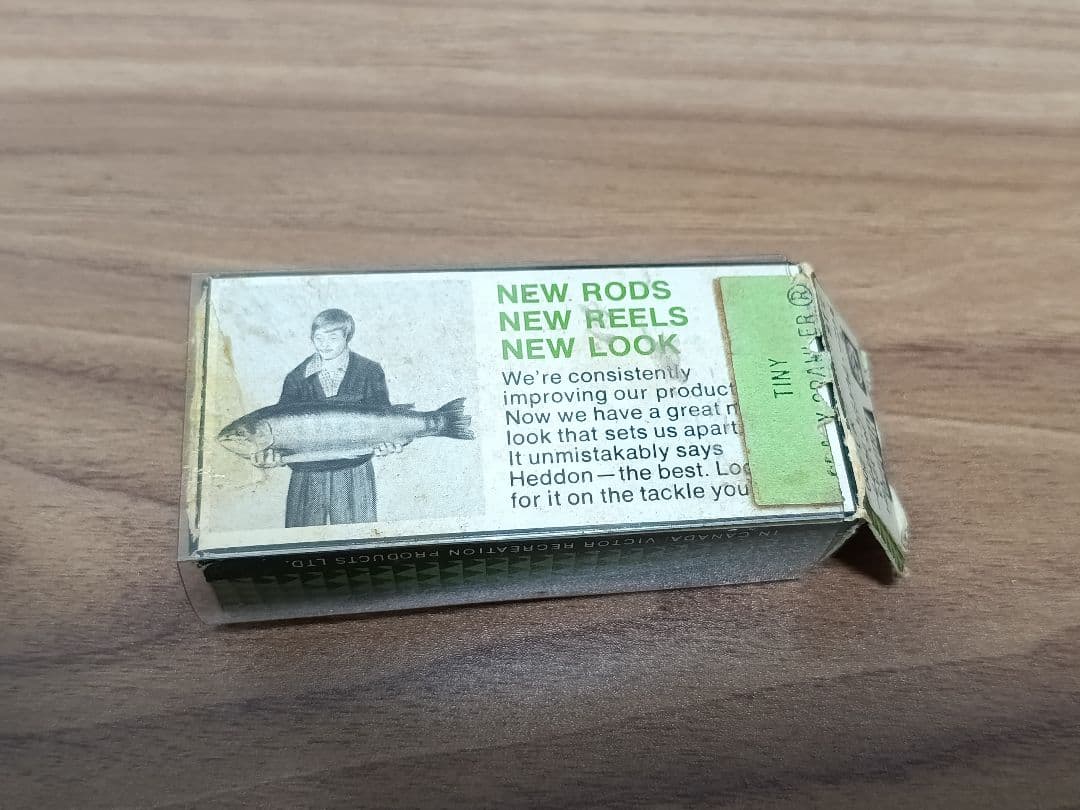 NEW RODS
NEW REELS
NEW LOOK
We're consistently
improving our product
Now we have a great
look that sets us apart.
It unmistakably says
Heddon—the best.
for it on the tackle you
TINY
®
IN CANADA VICTOR RECREATION PRODUCTS LTD.